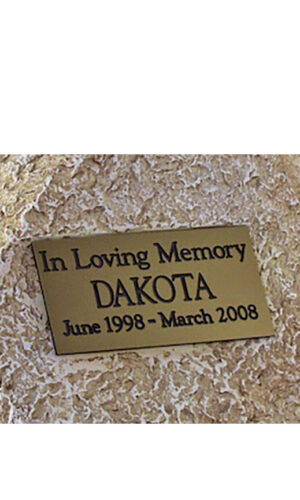 In Loving Memory
DAKOTA
June 1998 - March 2008